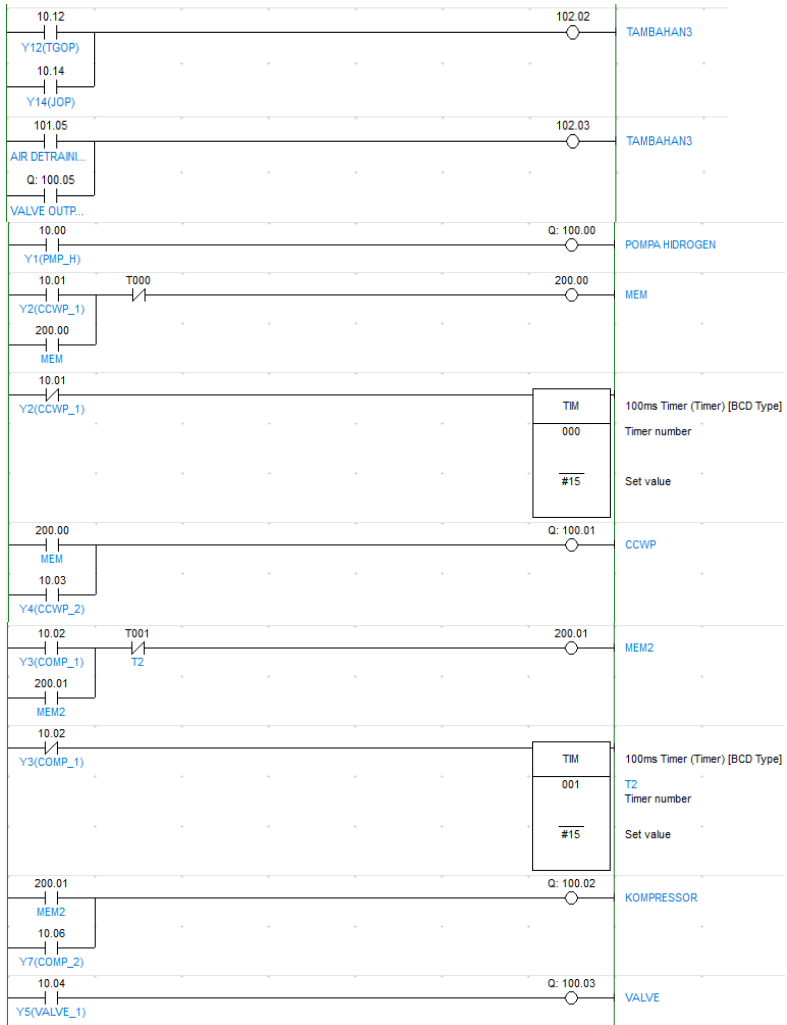 10.12 102.02
Y12(TGOP) TAMBAHAN3
10.14
Y14(JOP)
101.05 102.03
AIR DETRAINI... TAMBAHAN3
Q: 100.05
VALVE OUTP...
10.00 Q: 100.00
Y1(PMP_H) POMPA HIDROGEN
10.01 T000 200.00
Y2(CCWP_1) MEM
200.00
MEM
10.01
Y2(CCWP_1) TIM 100ms Timer (Timer) [BCD Type]
000 Timer number
#15 Set value
200.00 Q: 100.01
MEM CCWP
10.03
Y4(CCWP_2)
10.02 T001 200.01
Y3(COMP_1) T2 MEM2
200.01
MEM2
10.02
Y3(COMP_1) TIM 100ms Timer (Timer) [BCD Type]
001 T2
Timer number
#15 Set value
200.01 Q: 100.02
MEM2 KOMPRESSOR
10.06
Y7(COMP_2)
10.04 Q: 100.03
Y5(VALVE_1) VALVE